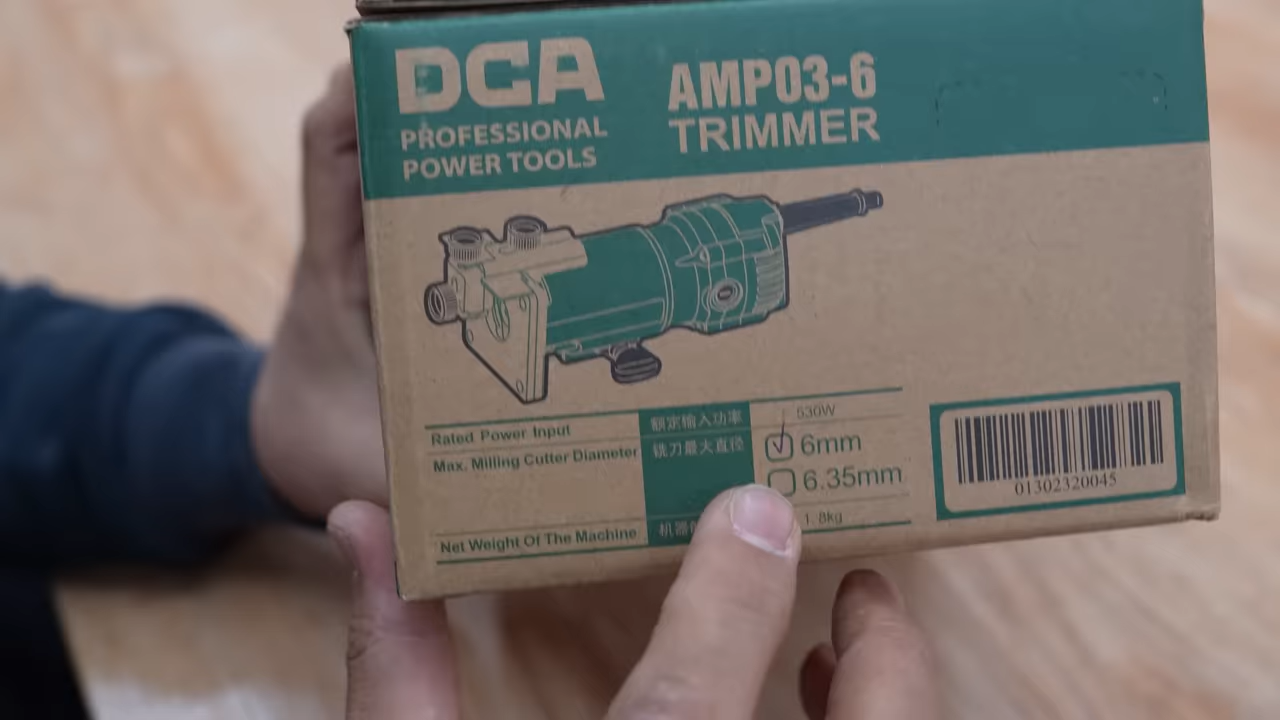 DCA
PROFESSIONAL
POWER TOOLS
AMP03-6
TRIMMER
Rated Power Input 额定输入功率 530W
Max. Milling Cutter Diameter 铣刀最大直径 6mm
6.35mm
Net Weight Of The Machine 机器 1.8kg
01302320045